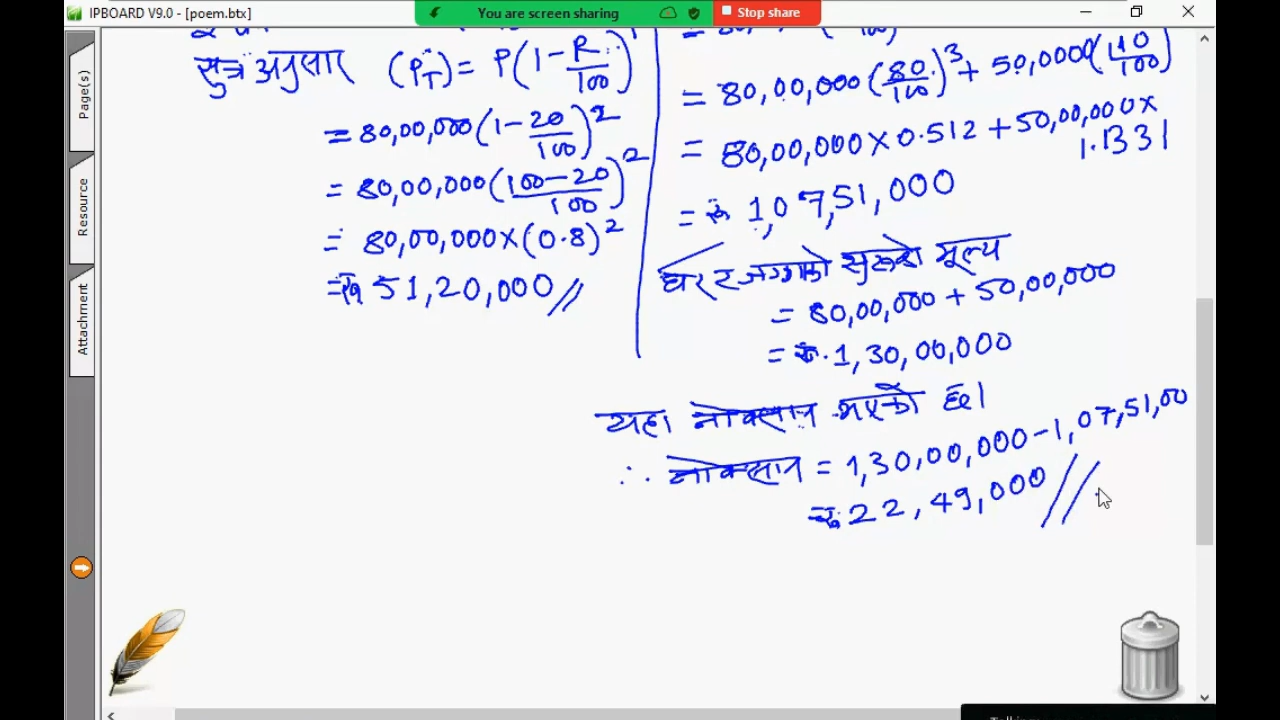 IPBOARD V9.0 - [poem.btx]
You are screen sharing
Stop share
Page(s)
Resource
Attachment
सुत्र अनुसार (P_T) = P(1 - R/100)
= 80,00,000 (1 - 20/100)^2
= 80,00,000 (100-20/100)^2
= 80,00,000 × (0.8)^2
= रु 51,20,000 //
= 80,00,000 (80/100)^3 + 50,0000 (110/100)
= 80,00,000 × 0.512 + 50,00,000 ×
1.1331
= रु 1,07,51,000
घर र जग्गाको सुरुको मूल्य
= 80,00,000 + 50,00,000
= रु. 1,30,00,000
यहा नोक्सान भएको छ।
∴ नोक्सान = 1,30,00,000 - 1,07,51,00
= रु. 22,49,000 //